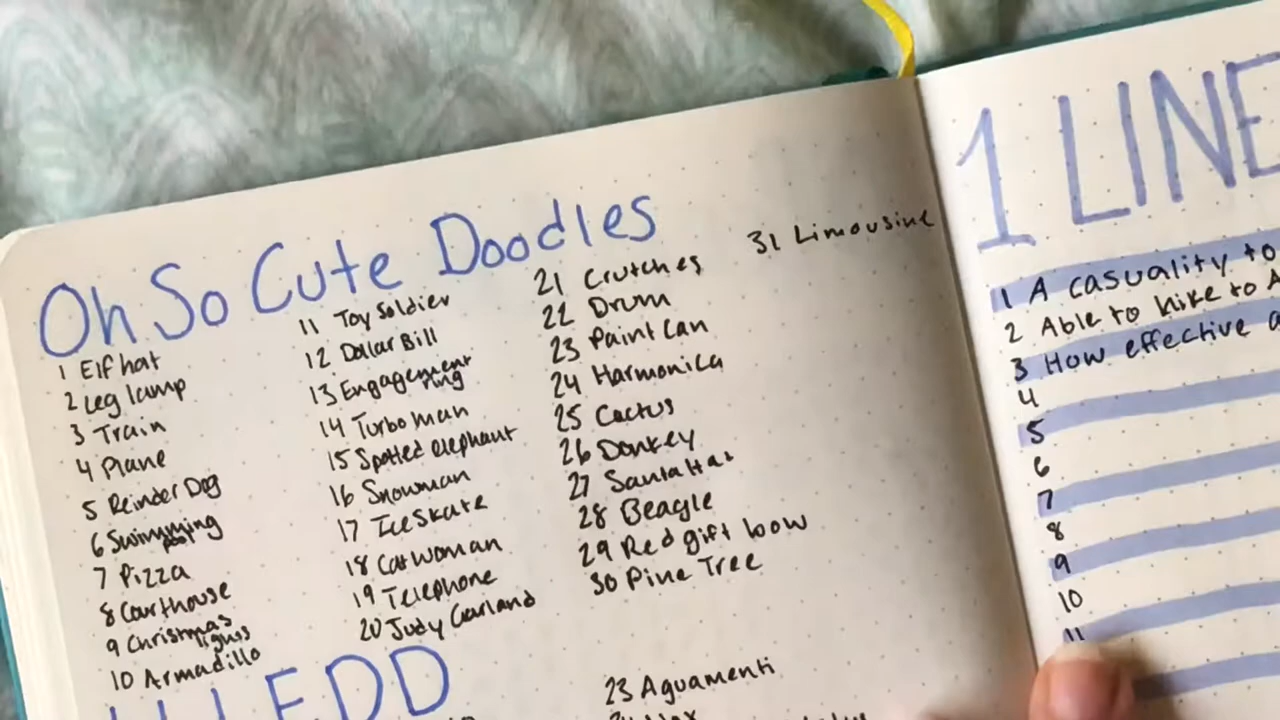 Oh So Cute Doodles
1 Elf hat
2 Leg lamp
3 Train
4 Plane
5 Reinder Dog
6 Swimming
7 Pizza
8 Courthouse
9 Christmas
lights
10 Armadillo
11 Toy Soldier
12 Dollar Bill
13 Engagement
ring
14 Turbo man
15 Spotted elephant
16 Snowman
17 Ice Skate
18 Cat woman
19 Telephone
20 Judy Garland
21 Crutches
22 Drum
23 Paint Can
24 Harmonica
25 Cactus
26 Donkey
27 Santa Hat
28 Beagle
29 Red gift bow
30 Pine Tree
31 Limousine
23 Aguamenti
1 LINE
1 A casuality to
2 Able to hike to A
3 How effective
4
5
6
7
8
9
10
11